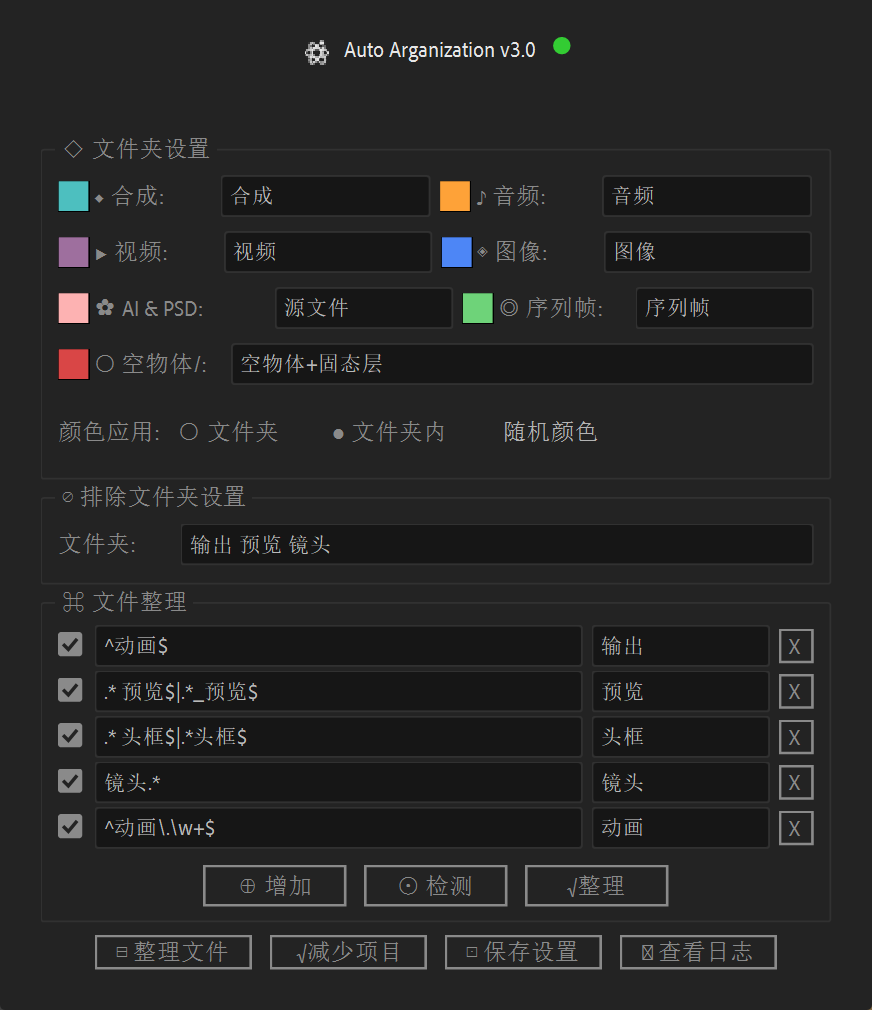 Auto Arganization v3.0
◇ 文件夹设置
⬥ 合成: 合成 ♪ 音频: 音频
▶ 视频: 视频 ◈ 图像: 图像
✿ AI & PSD: 源文件 ◎ 序列帧: 序列帧
○ 空物体/: 空物体+固态层
颜色应用: ○ 文件夹 ● 文件夹内 随机颜色
⊘ 排除文件夹设置
文件夹: 输出 预览 镜头
⌘ 文件整理
^动画$ 输出 X
.* 预览$|.*_预览$ 预览 X
.* 头框$|.*头框$ 头框 X
镜头.* 镜头 X
^动画\.\w+$ 动画 X
⊕ 增加 ⊙ 检测 √整理
⊟ 整理文件 √减少项目 ⊡ 保存设置 查看日志